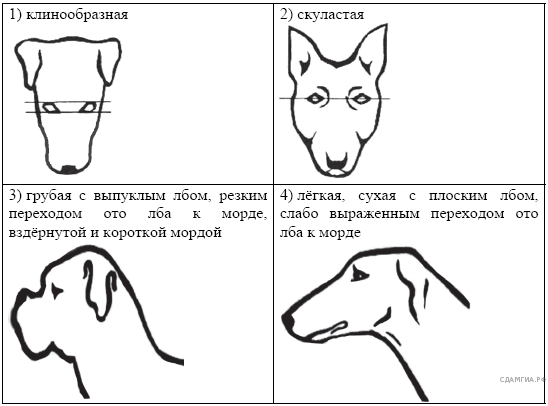 1) клинообразная
2) скуластая
3) грубая с выпуклым лбом, резким
переходом ото лба к морде,
вздёрнутой и короткой мордой
4) лёгкая, сухая с плоским лбом,
слабо выраженным переходом ото
лба к морде
СДАМГИА.РФ